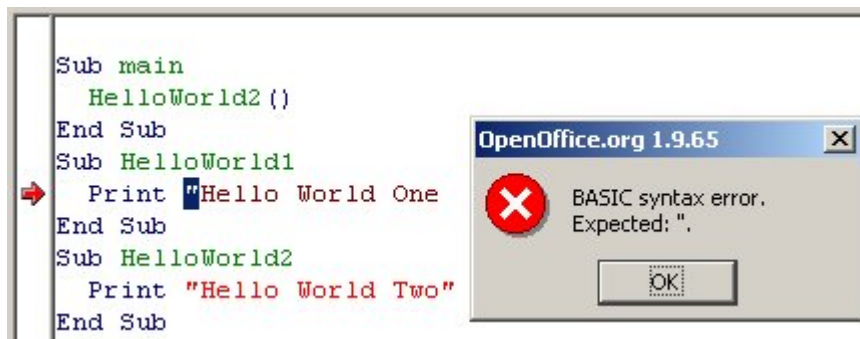 Sub main
HelloWorld2()
End Sub
Sub HelloWorld1
Print "Hello World One
End Sub
Sub HelloWorld2
Print "Hello World Two"
End Sub
OpenOffice.org 1.9.65
BASIC syntax error.
Expected: ".
OK